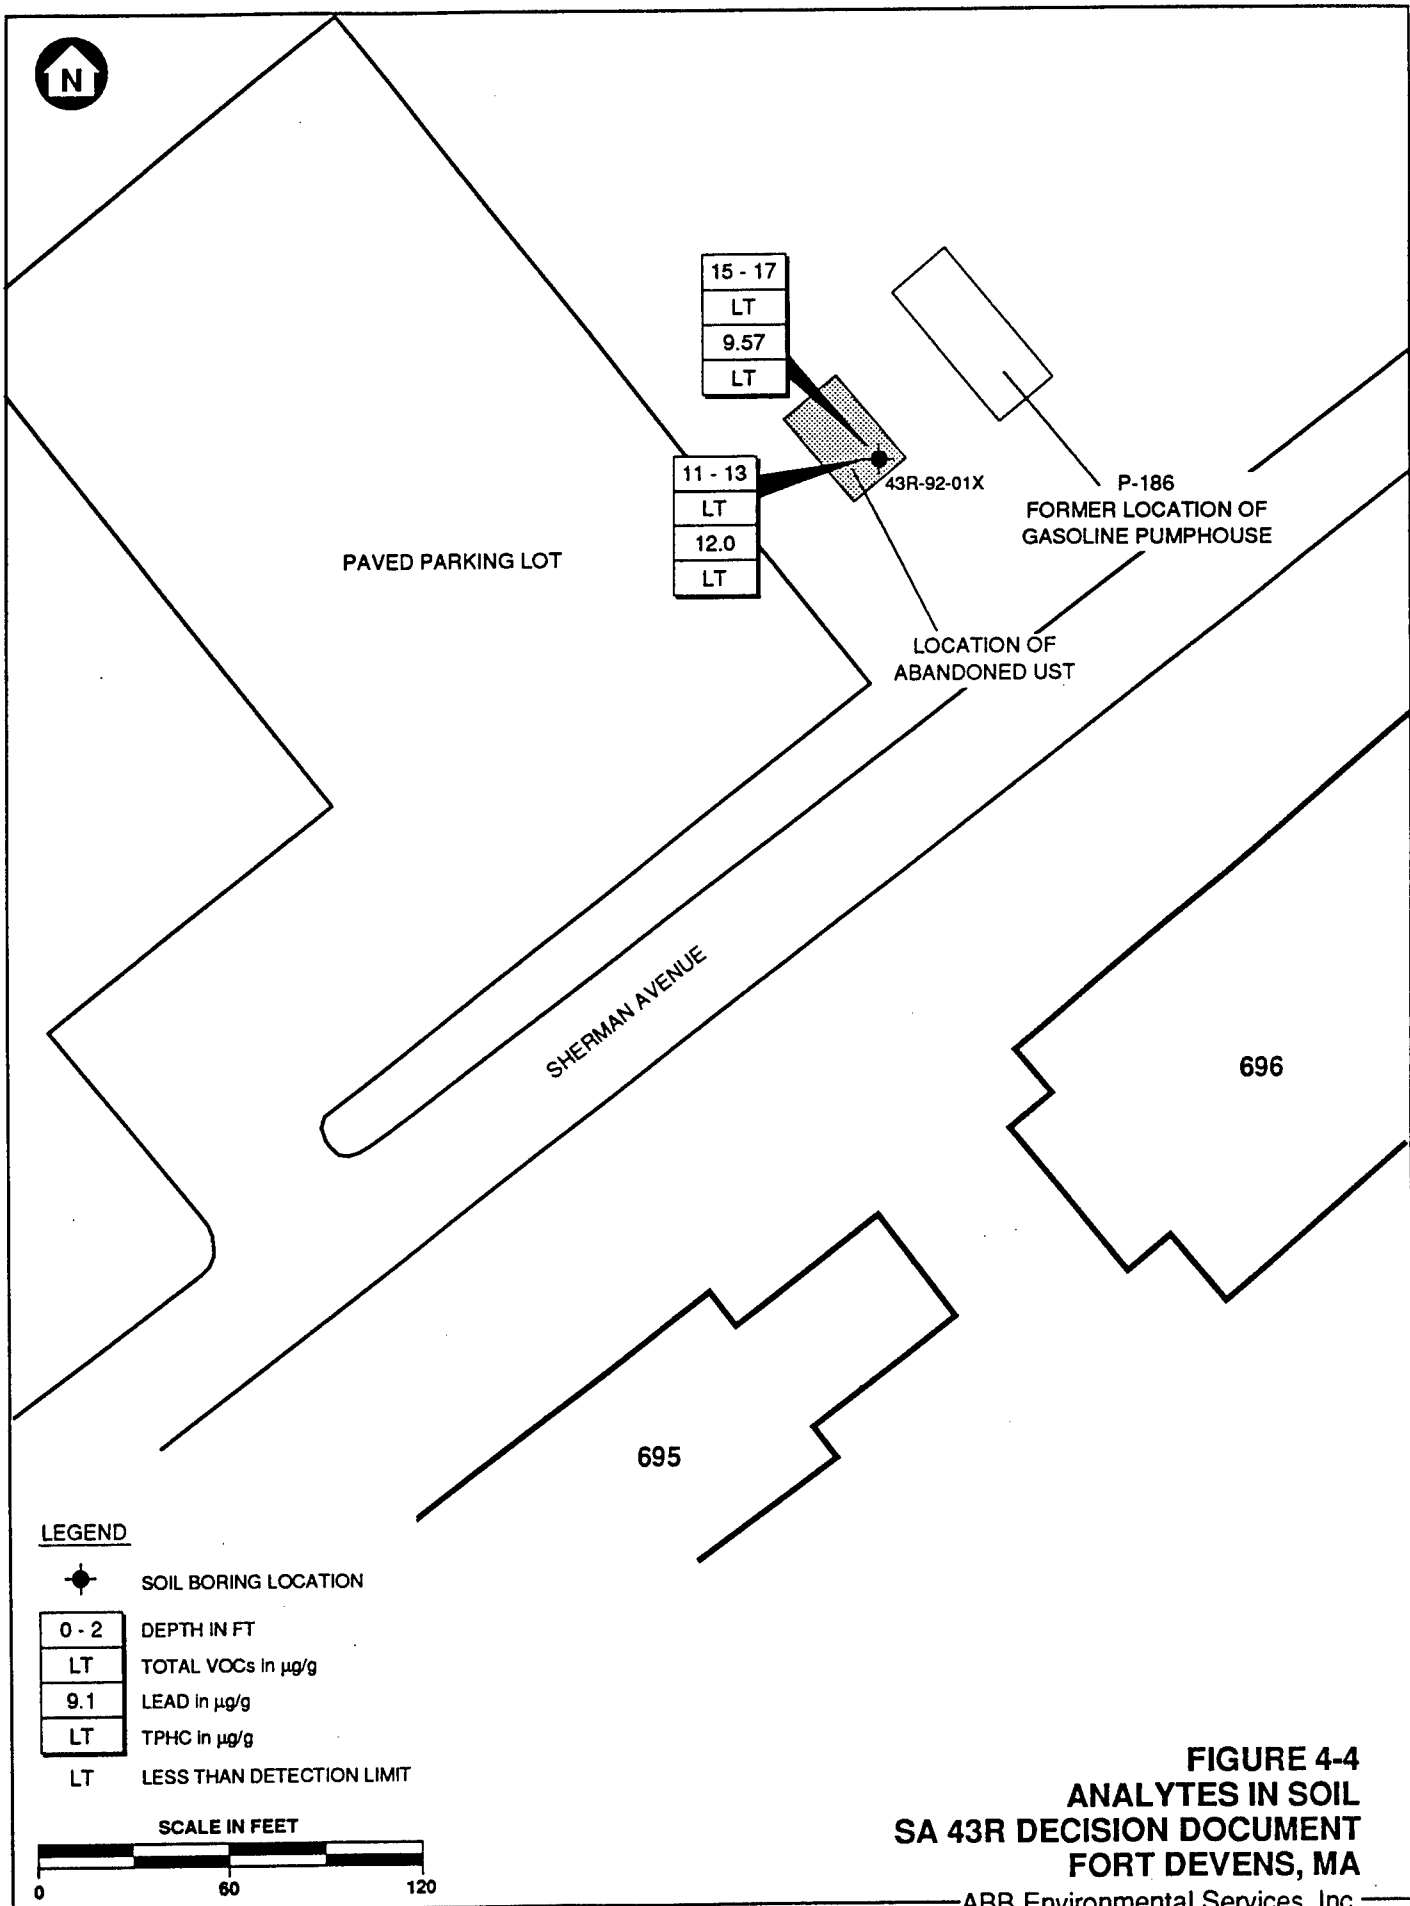 N
15 - 17
LT
9.57
LT
11 - 13
LT
12.0
LT
43R-92-01X
P-186
FORMER LOCATION OF
GASOLINE PUMPHOUSE
PAVED PARKING LOT
LOCATION OF
ABANDONED UST
SHERMAN AVENUE
696
695
LEGEND
SOIL BORING LOCATION
0 - 2 DEPTH IN FT
LT TOTAL VOCs in µg/g
9.1 LEAD in µg/g
LT TPHC in µg/g
LT LESS THAN DETECTION LIMIT
SCALE IN FEET
0 60 120
FIGURE 4-4
ANALYTES IN SOIL
SA 43R DECISION DOCUMENT
FORT DEVENS, MA
ABB Environmental Services, Inc.